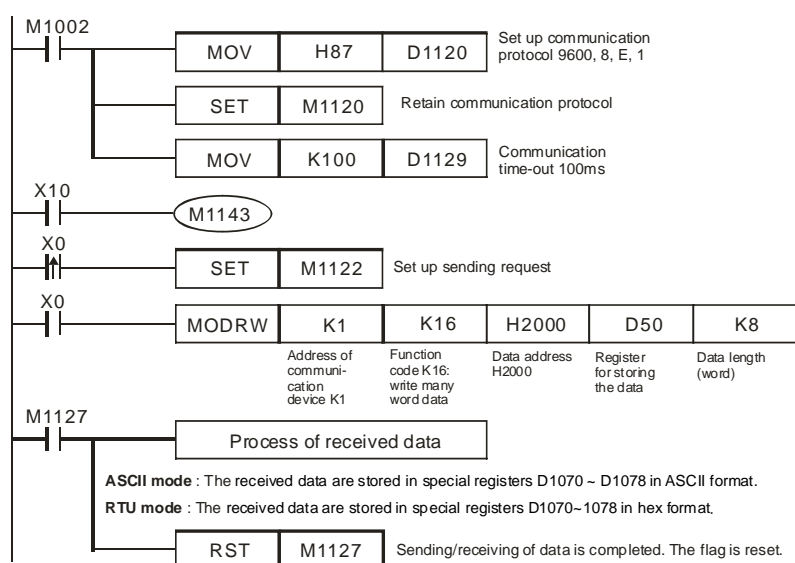 M1002
MOV H87 D1120 Set up communication
protocol 9600, 8, E, 1
SET M1120 Retain communication protocol
MOV K100 D1129 Communication
time-out 100ms
X10
M1143
X0
SET M1122 Set up sending request
X0
MODRW K1 K16 H2000 D50 K8
Address of
communi-
cation
device K1
Function
code K16:
write many
word data
Data address
H2000
Register
for storing
the data
Data length
(word)
M1127
Process of received data
ASCII mode : The received data are stored in special registers D1070 ~ D1078 in ASCII format.
RTU mode : The received data are stored in special registers D1070~1078 in hex format.
RST M1127 Sending/receiving of data is completed. The flag is reset.